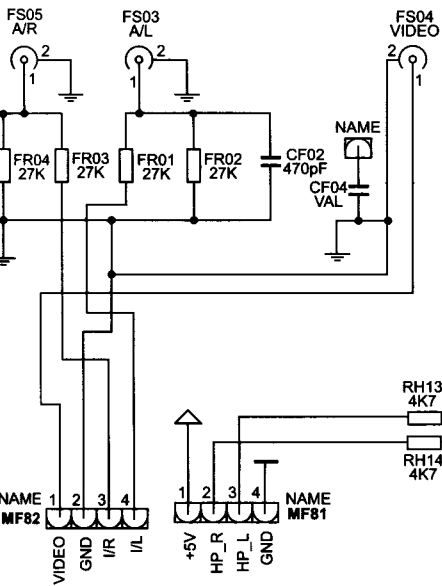 FS05
A/R
FS03
A/L
FS04
VIDEO
2
1
2
1
2
1
NAME
FR04
27K
FR03
27K
FR01
27K
FR02
27K
CF02
470pF
CF04
VAL
RH13
4K7
RH14
4K7
NAME
MF82
1
2
3
4
VIDEO
GND
I/R
I/L
1
2
3
4
NAME
MF81
+5V
HP_R
HP_L
GND